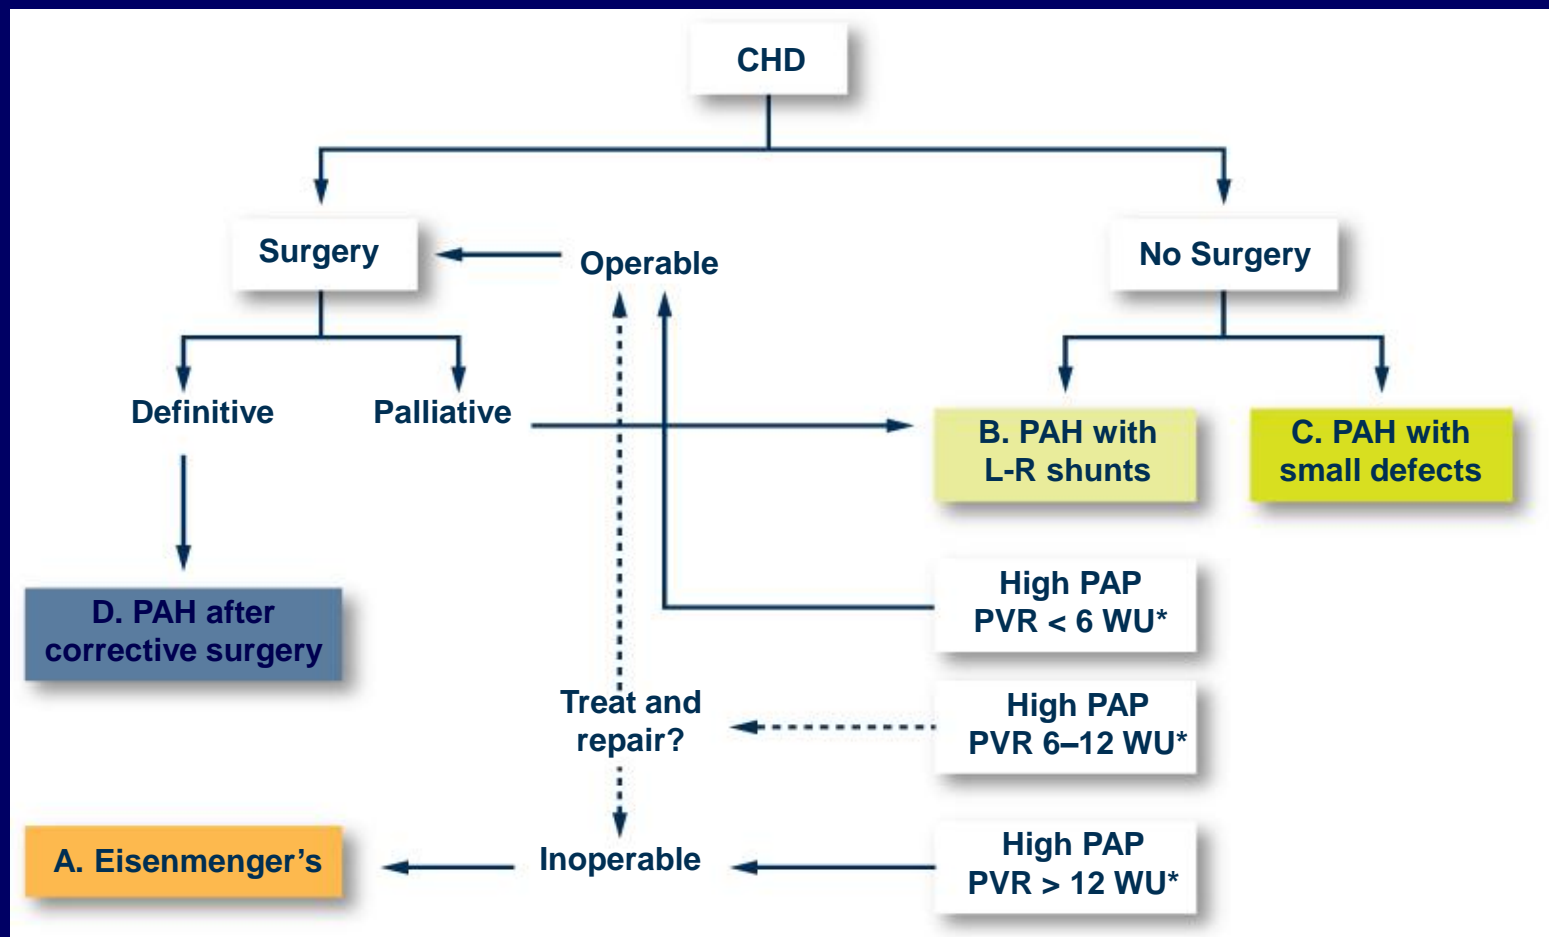 CHD
Surgery
Operable
No Surgery
Definitive
Palliative
B. PAH with
L-R shunts
C. PAH with
small defects
High PAP
PVR < 6 WU*
D. PAH after
corrective surgery
Treat and
repair?
High PAP
PVR 6–12 WU*
A. Eisenmenger’s
Inoperable
High PAP
PVR > 12 WU*